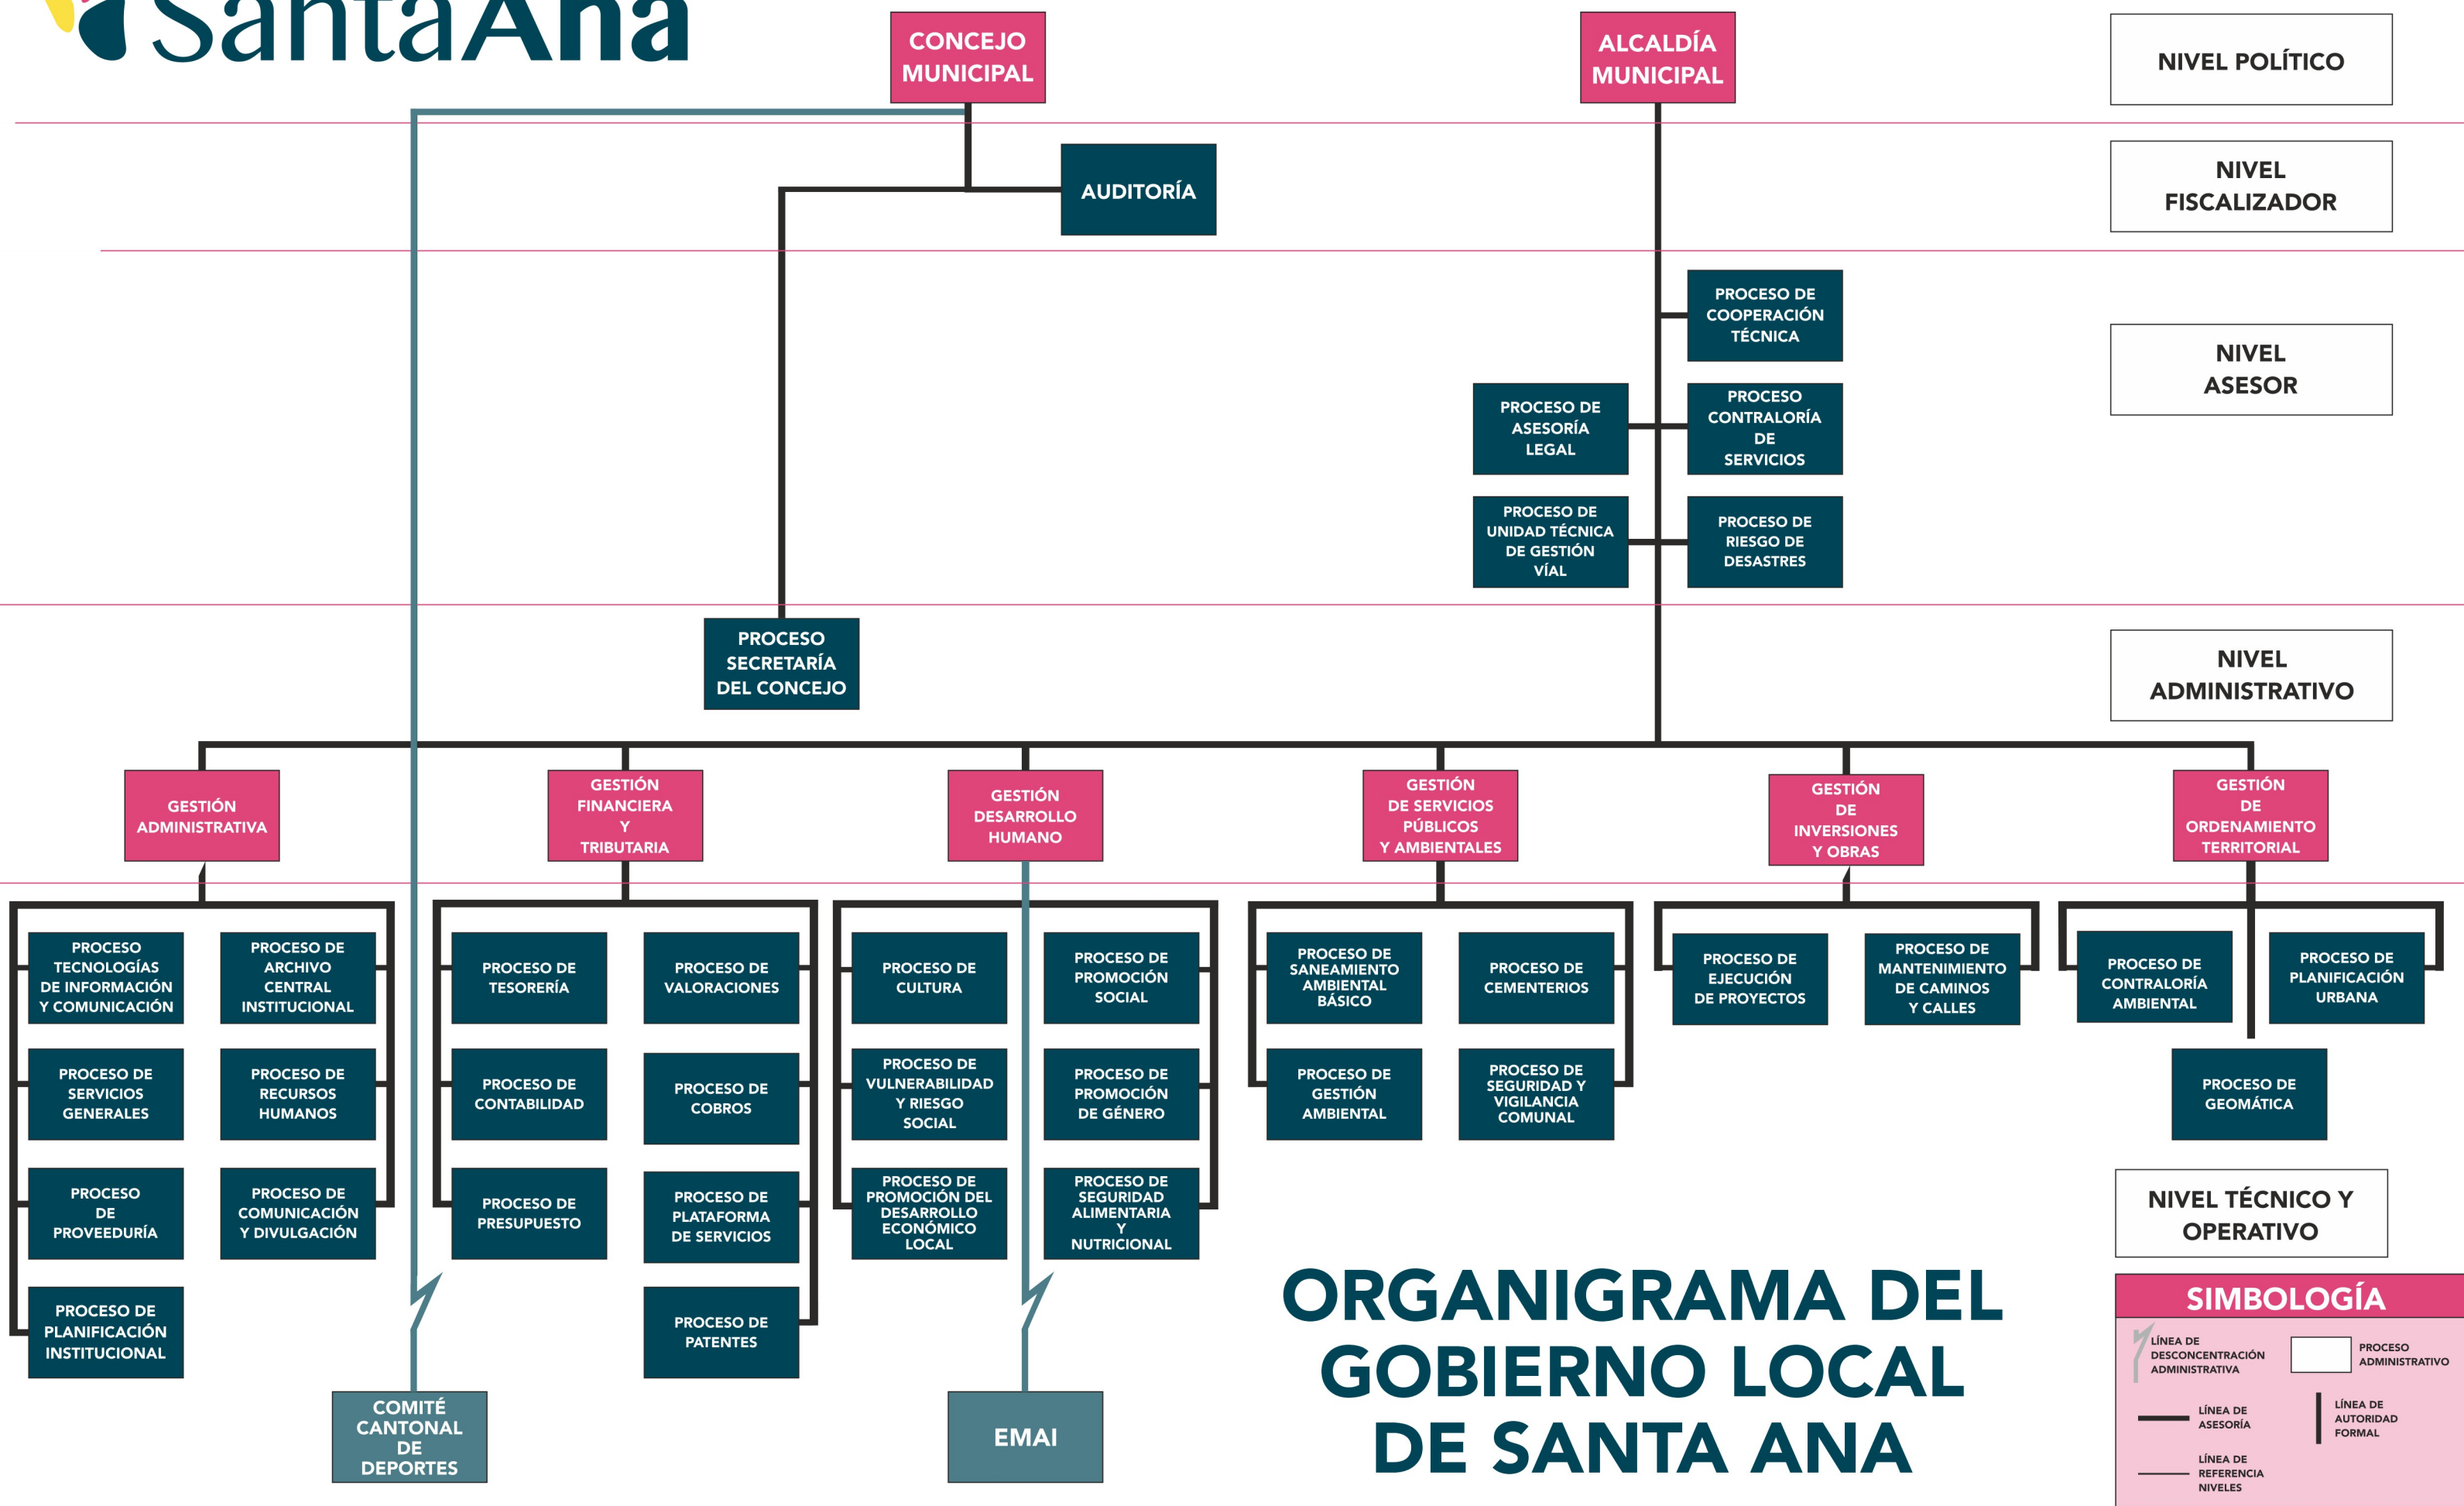 SantaAna
CONCEJO
MUNICIPAL
ALCALDÍA
MUNICIPAL
NIVEL POLÍTICO
AUDITORÍA
NIVEL
FISCALIZADOR
PROCESO DE
COOPERACIÓN
TÉCNICA
NIVEL
ASESOR
PROCESO DE
ASESORÍA
LEGAL
PROCESO
CONTRALORÍA
DE
SERVICIOS
PROCESO DE
UNIDAD TÉCNICA
DE GESTIÓN
VÍAL
PROCESO DE
RIESGO DE
DESASTRES
PROCESO
SECRETARÍA
DEL CONCEJO
NIVEL
ADMINISTRATIVO
GESTIÓN
ADMINISTRATIVA
GESTIÓN
FINANCIERA
Y
TRIBUTARIA
GESTIÓN
DESARROLLO
HUMANO
GESTIÓN
DE SERVICIOS
PÚBLICOS
Y AMBIENTALES
GESTIÓN
DE
INVERSIONES
Y OBRAS
GESTIÓN
DE
ORDENAMIENTO
TERRITORIAL
PROCESO
TECNOLOGÍAS
DE INFORMACIÓN
Y COMUNICACIÓN
PROCESO DE
ARCHIVO
CENTRAL
INSTITUCIONAL
PROCESO DE
TESORERÍA
PROCESO DE
VALORACIONES
PROCESO DE
CULTURA
PROCESO DE
PROMOCIÓN
SOCIAL
PROCESO DE
SANEAMIENTO
AMBIENTAL
BÁSICO
PROCESO DE
CEMENTERIOS
PROCESO DE
EJECUCIÓN
DE PROYECTOS
PROCESO DE
MANTENIMIENTO
DE CAMINOS
Y CALLES
PROCESO DE
CONTRALORÍA
AMBIENTAL
PROCESO DE
PLANIFICACIÓN
URBANA
PROCESO DE
SERVICIOS
GENERALES
PROCESO DE
RECURSOS
HUMANOS
PROCESO DE
CONTABILIDAD
PROCESO DE
COBROS
PROCESO DE
VULNERABILIDAD
Y RIESGO
SOCIAL
PROCESO DE
PROMOCIÓN
DE GÉNERO
PROCESO DE
GESTIÓN
AMBIENTAL
PROCESO DE
SEGURIDAD Y
VIGILANCIA
COMUNAL
PROCESO DE
GEOMÁTICA
PROCESO
DE
PROVEEDURÍA
PROCESO DE
COMUNICACIÓN
Y DIVULGACIÓN
PROCESO DE
PRESUPUESTO
PROCESO DE
PLATAFORMA
DE SERVICIOS
PROCESO DE
PROMOCIÓN DEL
DESARROLLO
ECONÓMICO
LOCAL
PROCESO DE
SEGURIDAD
ALIMENTARIA
Y
NUTRICIONAL
NIVEL TÉCNICO Y
OPERATIVO
PROCESO DE
PLANIFICACIÓN
INSTITUCIONAL
PROCESO DE
PATENTES
COMITÉ
CANTONAL
DE
DEPORTES
EMAI
ORGANIGRAMA DEL
GOBIERNO LOCAL
DE SANTA ANA
SIMBOLOGÍA
LÍNEA DE
DESCONCENTRACIÓN
ADMINISTRATIVA
PROCESO
ADMINISTRATIVO
LÍNEA DE
ASESORÍA
LÍNEA DE
AUTORIDAD
FORMAL
LÍNEA DE
REFERENCIA
NIVELES